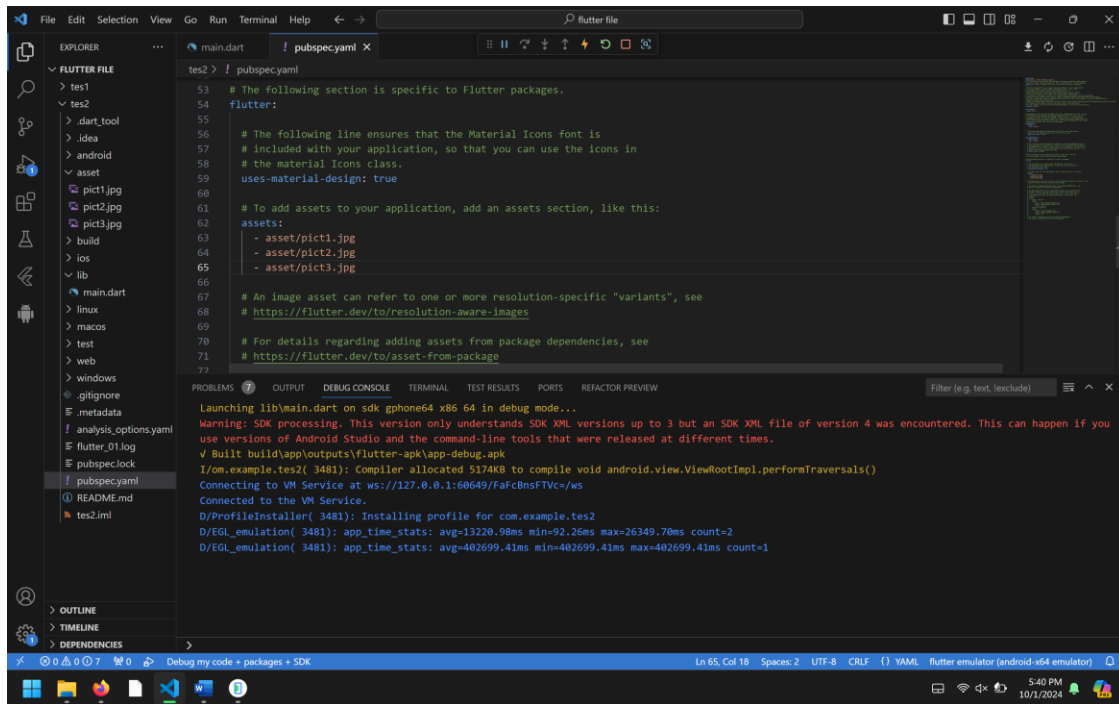 File Edit Selection View Go Run Terminal Help
flutter file
EXPLORER
FLUTTER FILE
tes1
tes2
.dart_tool
.idea
android
asset
pict1.jpg
pict2.jpg
pict3.jpg
build
ios
lib
main.dart
linux
macos
test
web
windows
.gitignore
.metadata
analysis_options.yaml
flutter_01.log
pubspec.lock
pubspec.yaml
README.md
tes2.iml
OUTLINE
TIMELINE
DEPENDENCIES
main.dart
pubspec.yaml
tes2 > ! pubspec.yaml
53 # The following section is specific to Flutter packages.
54 flutter:
55
56 # The following line ensures that the Material Icons font is
57 # included with your application, so that you can use the icons in
58 # the material Icons class.
59 uses-material-design: true
60
61 # To add assets to your application, add an assets section, like this:
62 assets:
63 - asset/pict1.jpg
64 - asset/pict2.jpg
65 - asset/pict3.jpg
66
67 # An image asset can refer to one or more resolution-specific "variants", see
68 # https://flutter.dev/to/resolution-aware-images
69
70 # For details regarding adding assets from package dependencies, see
71 # https://flutter.dev/to/asset-from-package
72
PROBLEMS 7 OUTPUT DEBUG CONSOLE TERMINAL TEST RESULTS PORTS REFACTOR PREVIEW
Filter (e.g. text, !exclude)
Launching lib\main.dart on sdk gphone64 x86 64 in debug mode...
Warning: SDK processing. This version only understands SDK XML versions up to 3 but an SDK XML file of version 4 was encountered. This can happen if you
use versions of Android Studio and the command-line tools that were released at different times.
√ Built build\app\outputs\flutter-apk\app-debug.apk
I/om.example.tes2( 3481): Compiler allocated 5174KB to compile void android.view.ViewRootImpl.performTraversals()
Connecting to VM Service at ws://127.0.0.1:60649/FaFcBnsFTVc=/ws
Connected to the VM Service.
D/ProfileInstaller( 3481): Installing profile for com.example.tes2
D/EGL_emulation( 3481): app_time_stats: avg=13220.98ms min=92.26ms max=26349.70ms count=2
D/EGL_emulation( 3481): app_time_stats: avg=402699.41ms min=402699.41ms max=402699.41ms count=1
0 0 7 0 Debug my code + packages + SDK
Ln 65, Col 18 Spaces: 2 UTF-8 CRLF {} YAML flutter emulator (android-x64 emulator)
5:40 PM
10/1/2024